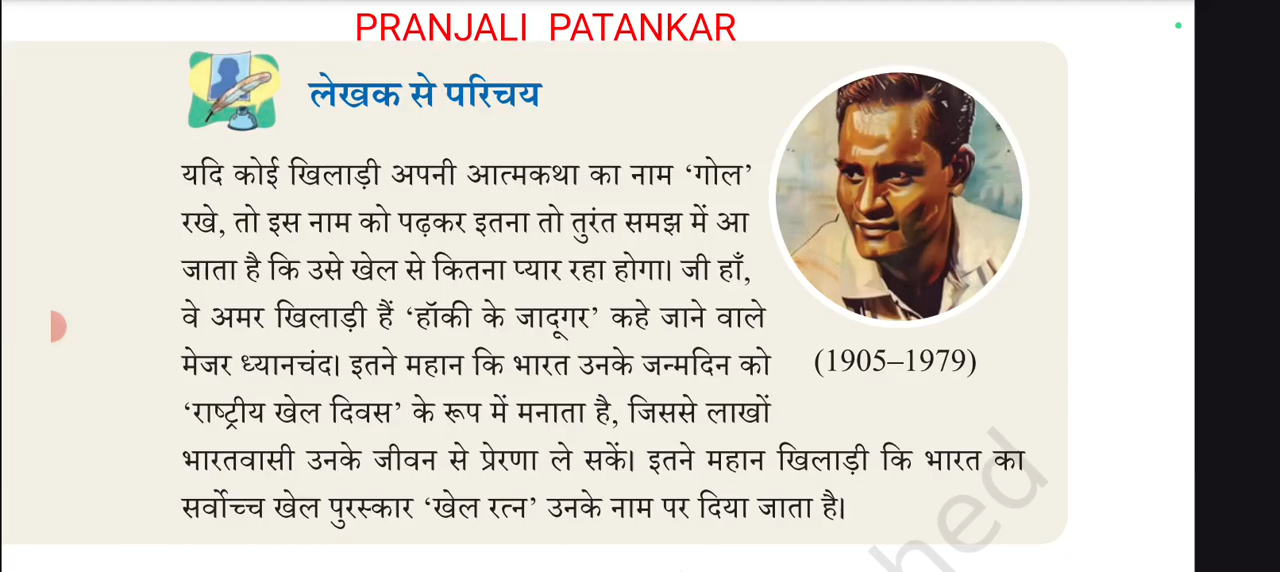 PRANJALI PATANKAR
लेखक से परिचय
यदि कोई खिलाड़ी अपनी आत्मकथा का नाम ‘गोल’
रखे, तो इस नाम को पढ़कर इतना तो तुरंत समझ में आ
जाता है कि उसे खेल से कितना प्यार रहा होगा। जी हाँ,
वे अमर खिलाड़ी हैं ‘हॉकी के जादूगर’ कहे जाने वाले
मेजर ध्यानचंद। इतने महान कि भारत उनके जन्मदिन को
(1905–1979)
‘राष्ट्रीय खेल दिवस’ के रूप में मनाता है, जिससे लाखों
भारतवासी उनके जीवन से प्रेरणा ले सकें। इतने महान खिलाड़ी कि भारत का
सर्वोच्च खेल पुरस्कार ‘खेल रत्न’ उनके नाम पर दिया जाता है।